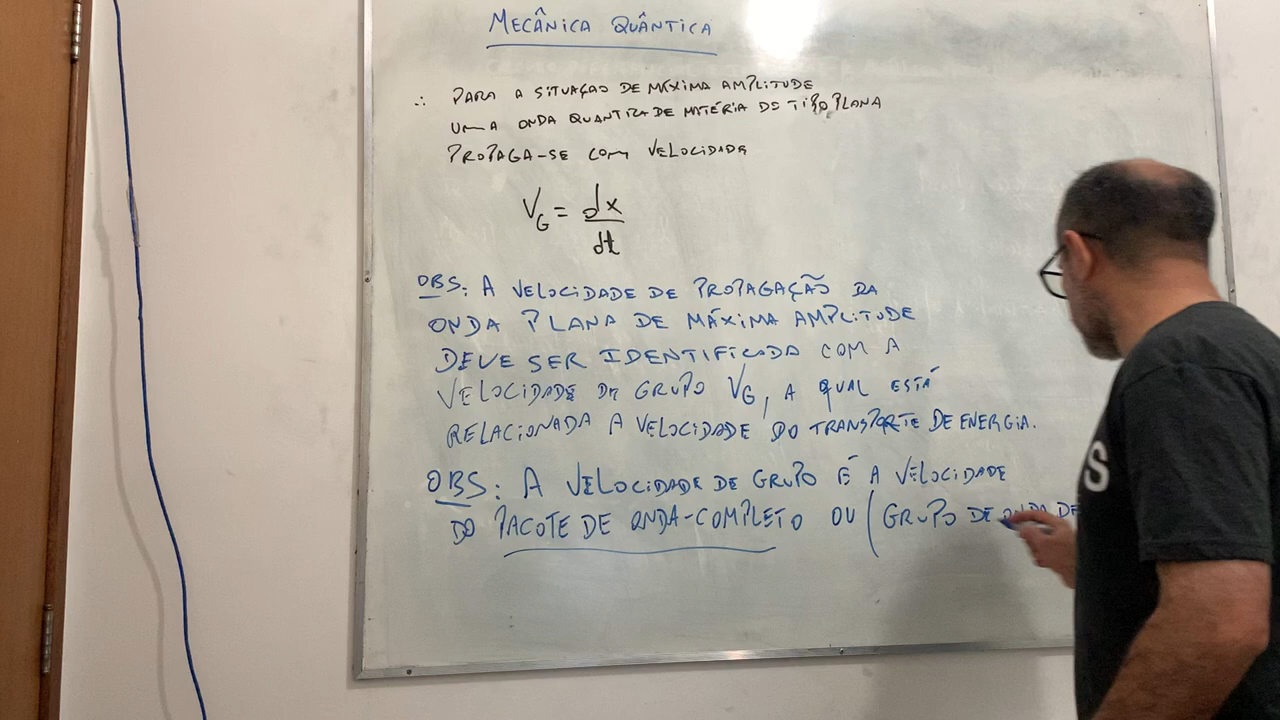 MECÂNICA QUÂNTICA
∴ PARA A SITUAÇÃO DE MÁXIMA AMPLITUDE
UMA ONDA QUANTICA DE MATÉRIA DO TIPO PLANA
PROPAGA-SE COM VELOCIDADE
V_G = dx/dt
OBS: A VELOCIDADE DE PROPAGAÇÃO DA
ONDA PLANA DE MÁXIMA AMPLITUDE
DEVE SER IDENTIFICADA COM A
VELOCIDADE DE GRUPO V_G, A QUAL ESTÁ
RELACIONADA A VELOCIDADE DO TRANSPORTE DE ENERGIA.
OBS: A VELOCIDADE DE GRUPO É A VELOCIDADE
DO PACOTE DE ONDA-COMPLETO OU (GRUPO DE ONDA DE
S